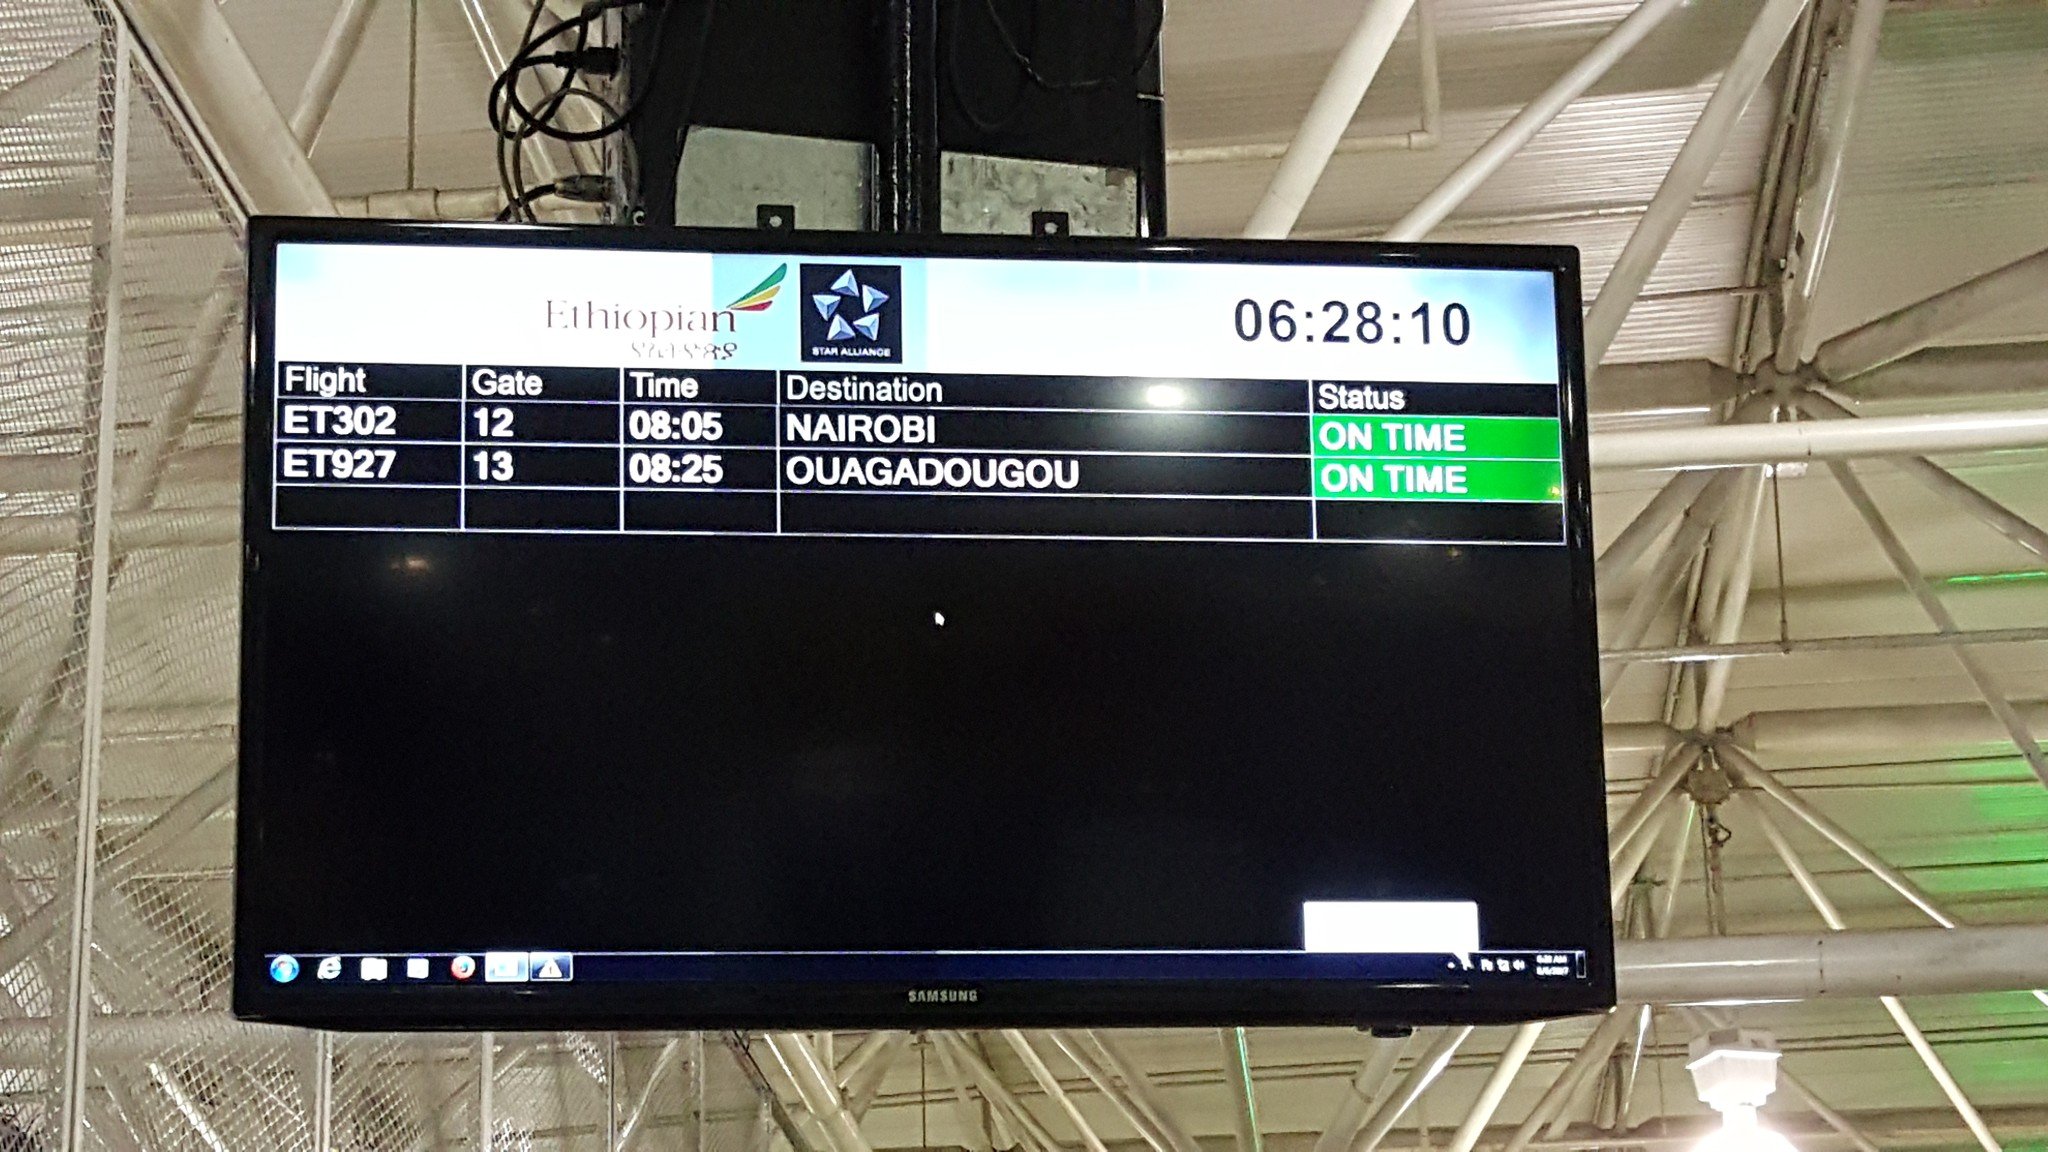 Ethiopian
STAR ALLIANCE
06:28:10
Flight Gate Time Destination Status
ET302 12 08:05 NAIROBI ON TIME
ET927 13 08:25 OUAGADOUGOU ON TIME
SAMSUNG